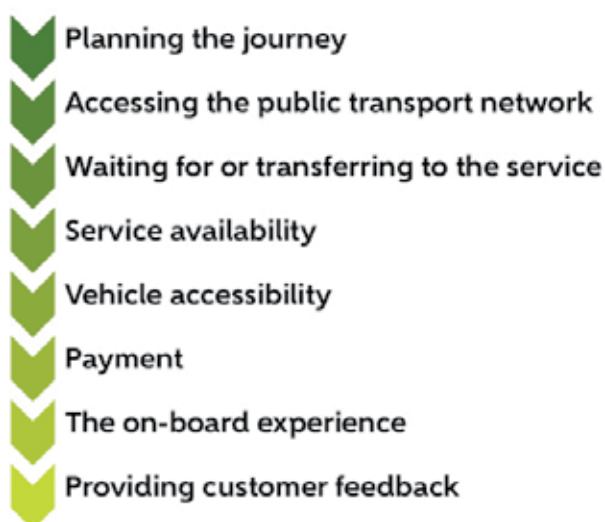 Planning the journey
Accessing the public transport network
Waiting for or transferring to the service
Service availability
Vehicle accessibility
Payment
The on-board experience
Providing customer feedback